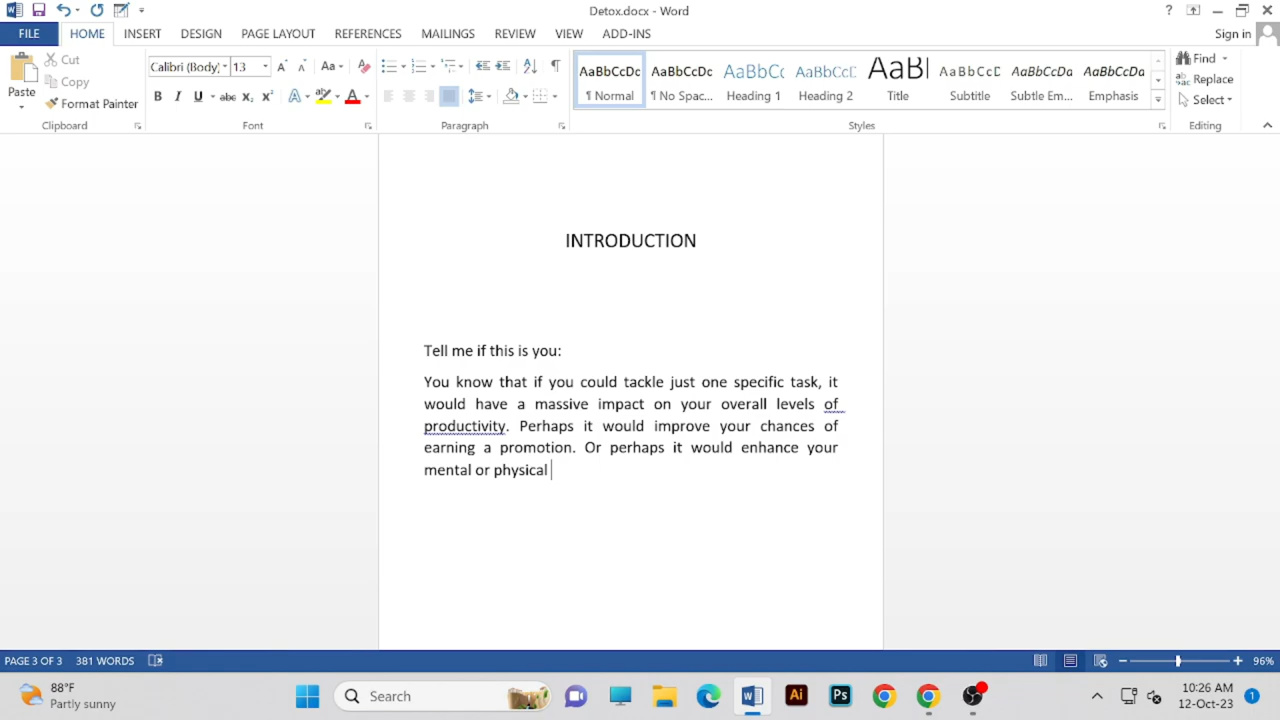 Detox.docx - Word
?
FILE HOME INSERT DESIGN PAGE LAYOUT REFERENCES MAILINGS REVIEW VIEW ADD-INS Sign in
Paste
Cut
Copy
Format Painter
Clipboard
Calibri (Body) 13
Font
Paragraph
AaBbCcDc AaBbCcDc AaBbCc AaBbCcC AaBl AaBbCcD AaBbCcDa AaBbCcDa
¶ Normal ¶ No Spac... Heading 1 Heading 2 Title Subtitle Subtle Em... Emphasis
Styles
Find
Replace
Select
Editing
INTRODUCTION
Tell me if this is you:
You know that if you could tackle just one specific task, it
would have a massive impact on your overall levels of
productivity. Perhaps it would improve your chances of
earning a promotion. Or perhaps it would enhance your
mental or physical
PAGE 3 OF 3 381 WORDS 96%
88°F
Partly sunny
Search
Ai
Ps
10:26 AM
12-Oct-23
1